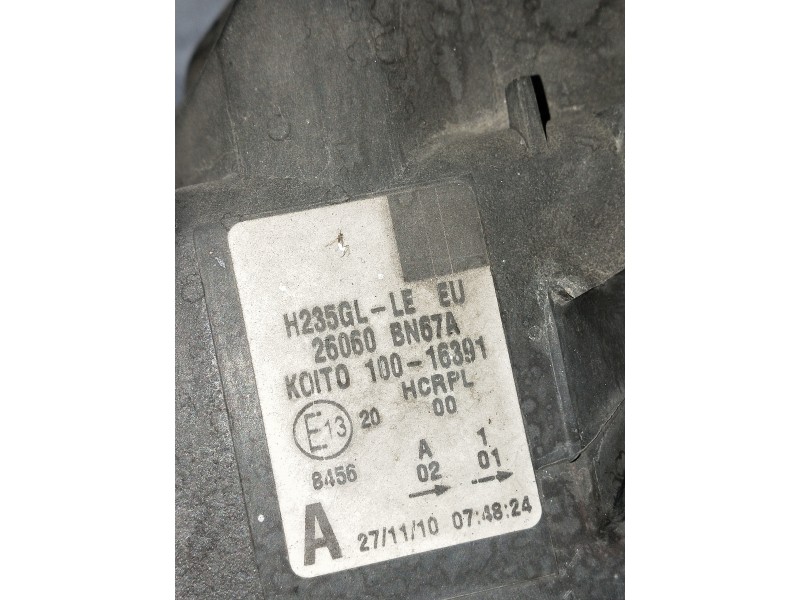 H235GL-LE EU
26060 BN67A
KOITO 100-16391
HCRPL
E13 20 00
8456 A 1
02 01
A 27/11/10 07:48:24